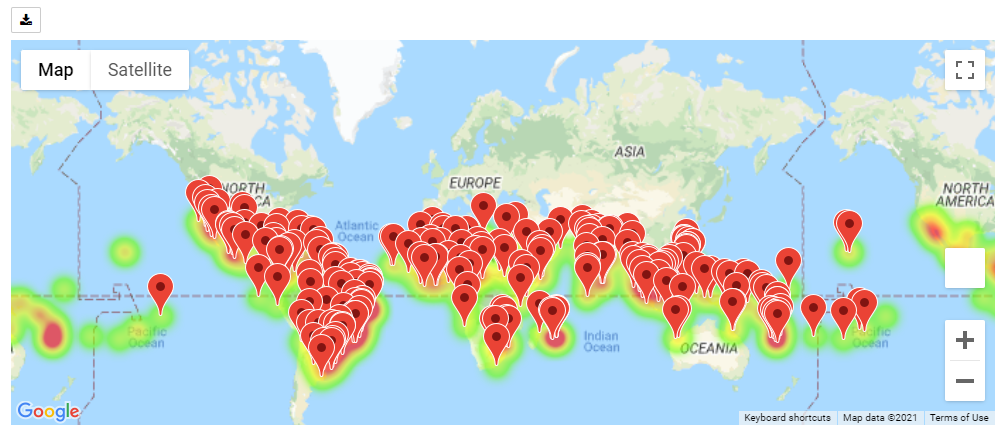 Map
Satellite
ASIA
EUROPE
NORTH
AMERICA
Atlantic
Ocean
Indian
Ocean
Pacific
Ocean
OCEANIA
Pacific
Ocean
Google
Keyboard shortcuts
Map data ©2021
Terms of Use